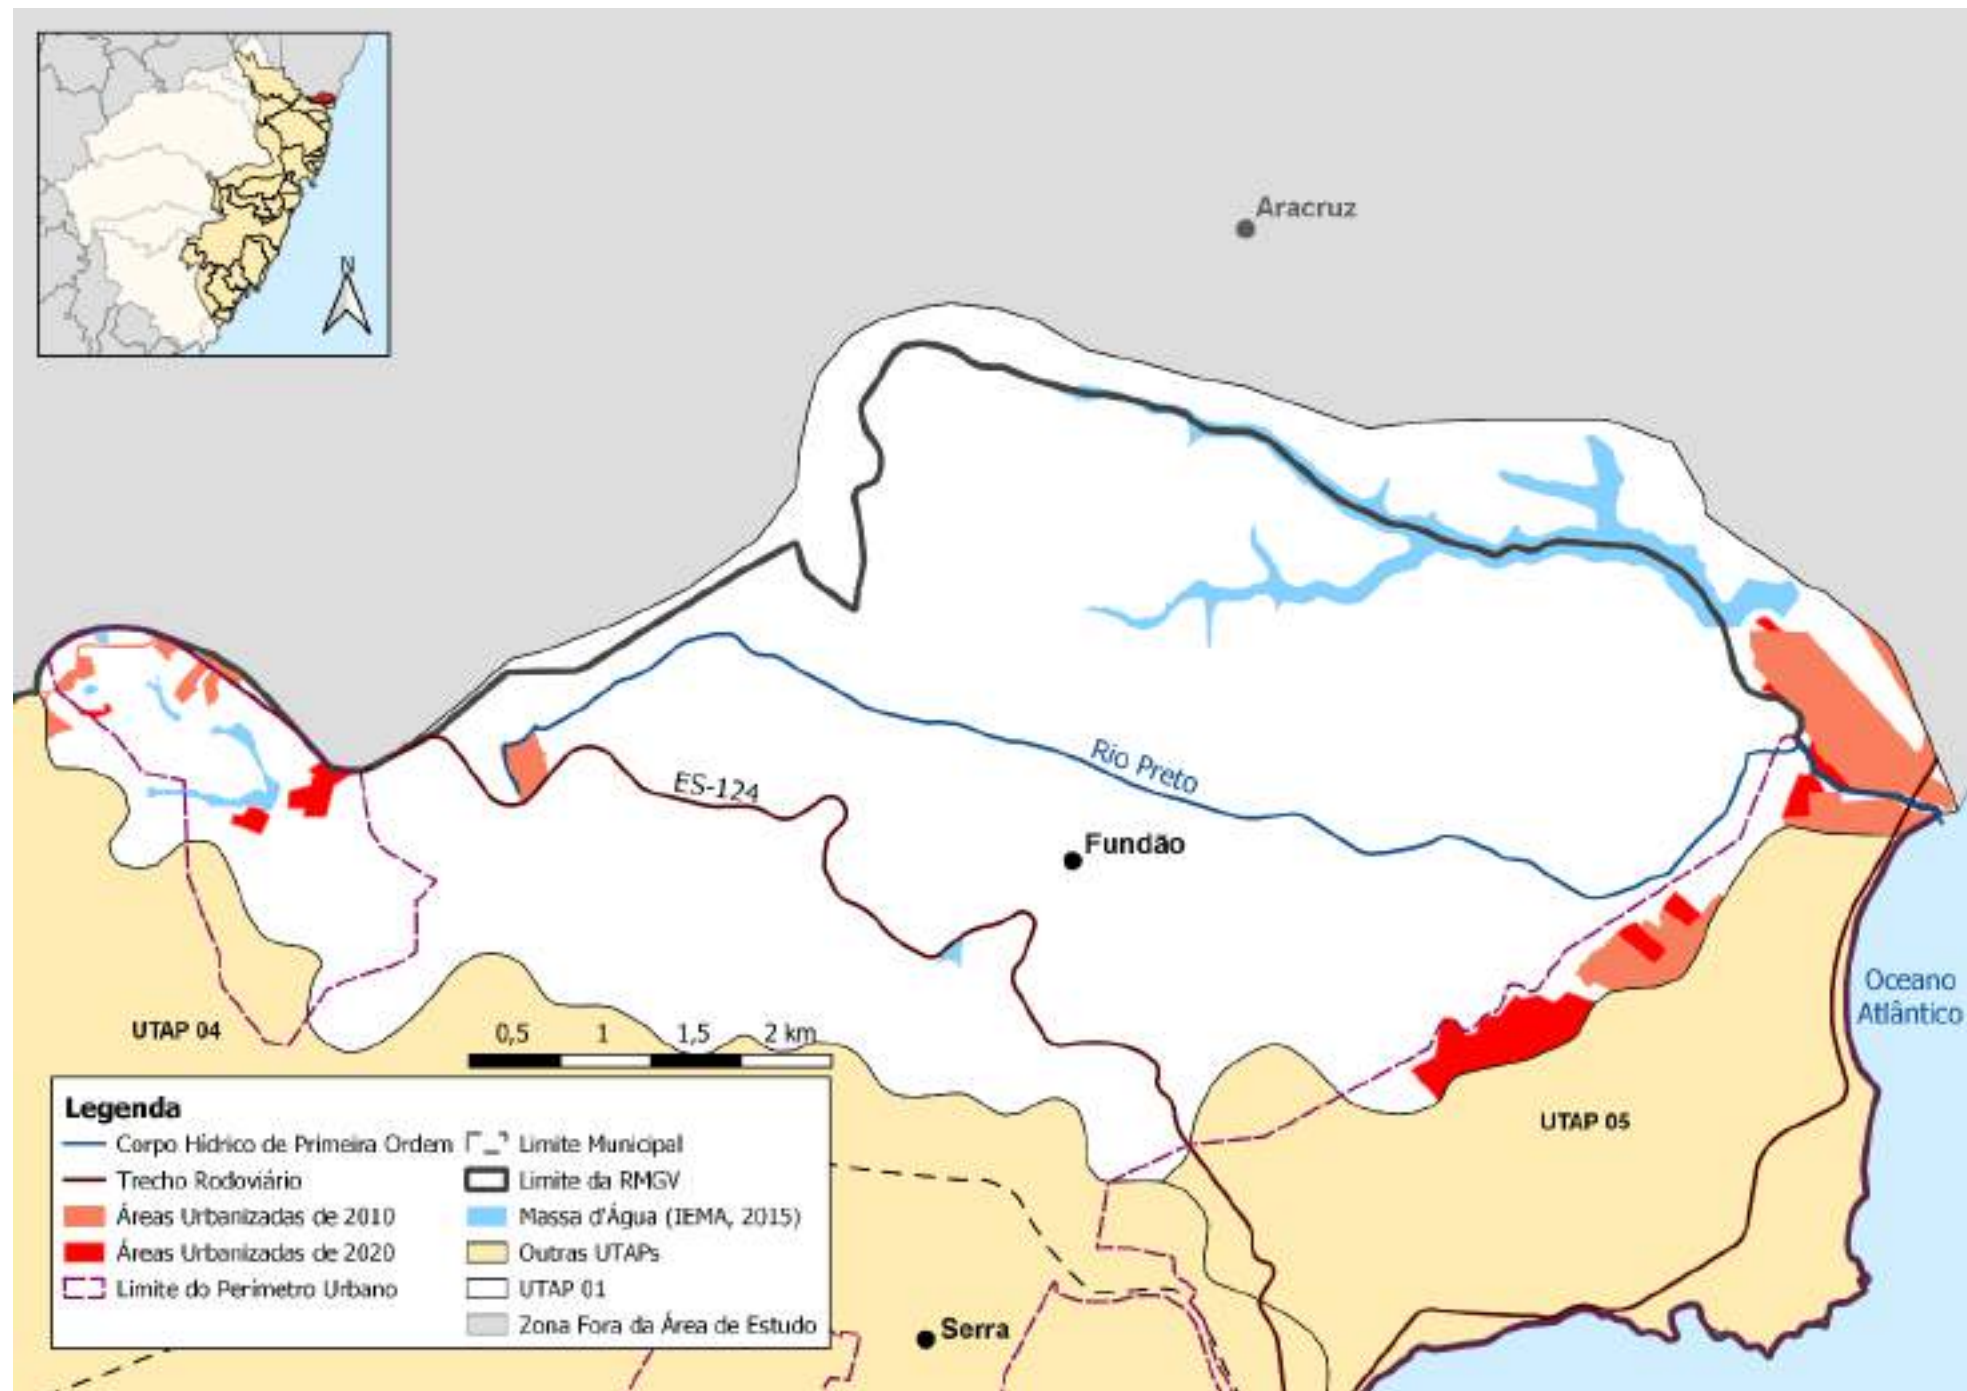 N
Aracruz
Rio Preto
ES-124
Fundão
Oceano
Atlântico
UTAP 04
0,5 1 1,5 2 km
UTAP 05
Legenda
Corpo Hídrico de Primeira Ordem
Trecho Rodoviário
Áreas Urbanizadas de 2010
Áreas Urbanizadas de 2020
Limite do Perímetro Urbano
Limite Municipal
Limite da RMGV
Massa d'Água (IEMA, 2015)
Outras UTAPs
UTAP 01
Zona Fora da Área de Estudo
Serra